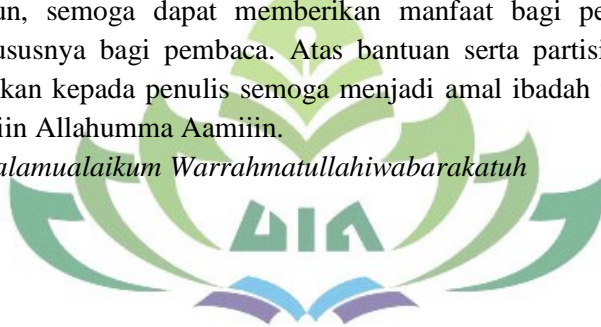 un, semoga dapat memberikan manfaat bagi pe
ususnya bagi pembaca. Atas bantuan serta partisi
kan kepada penulis semoga menjadi amal ibadah
iin Allahumma Aamiiin.
alamualaikum Warrahmatullahiwabarakatuh
UIN